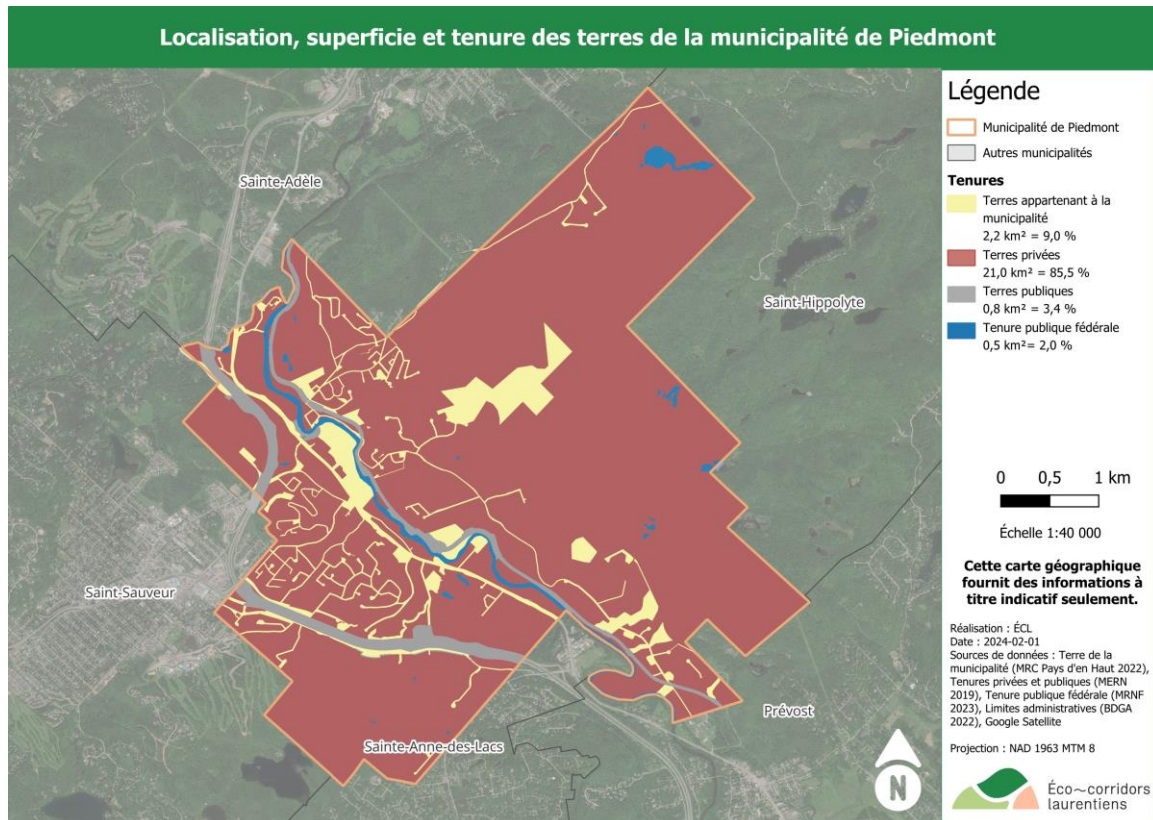 Localisation, superficie et tenure des terres de la municipalité de Piedmont
Sainte-Adèle
Saint-Hippolyte
Saint-Sauveur
Prévost
Sainte-Anne-des-Lacs
N
Légende
Municipalité de Piedmont
Autres municipalités
Tenures
Terres appartenant à la
municipalité
2,2 km² = 9,0 %
Terres privées
21,0 km² = 85,5 %
Terres publiques
0,8 km² = 3,4 %
Tenure publique fédérale
0,5 km²= 2,0 %
0 0,5 1 km
Échelle 1:40 000
Cette carte géographique
fournit des informations à
titre indicatif seulement.
Réalisation : ÉCL
Date : 2024-02-01
Sources de données : Terre de la
municipalité (MRC Pays d'en Haut 2022),
Tenures privées et publiques (MERN
2019), Tenure publique fédérale (MRNF
2023), Limites administratives (BDGA
2022), Google Satellite
Projection : NAD 1963 MTM 8
Éco~corridors
laurentiens